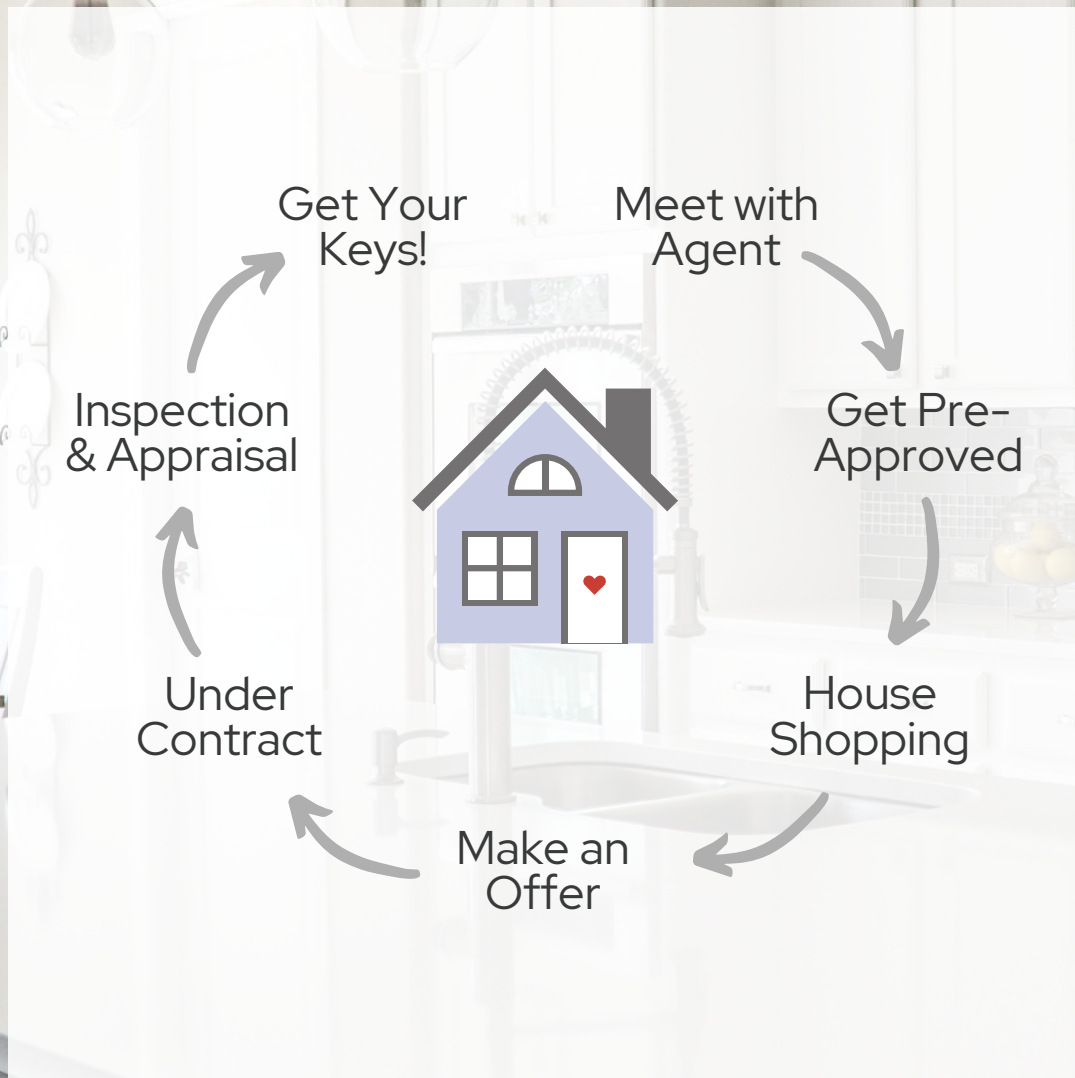 Meet with
Agent
Get Pre-
Approved
House
Shopping
Make an
Offer
Under
Contract
Inspection
& Appraisal
Get Your
Keys!